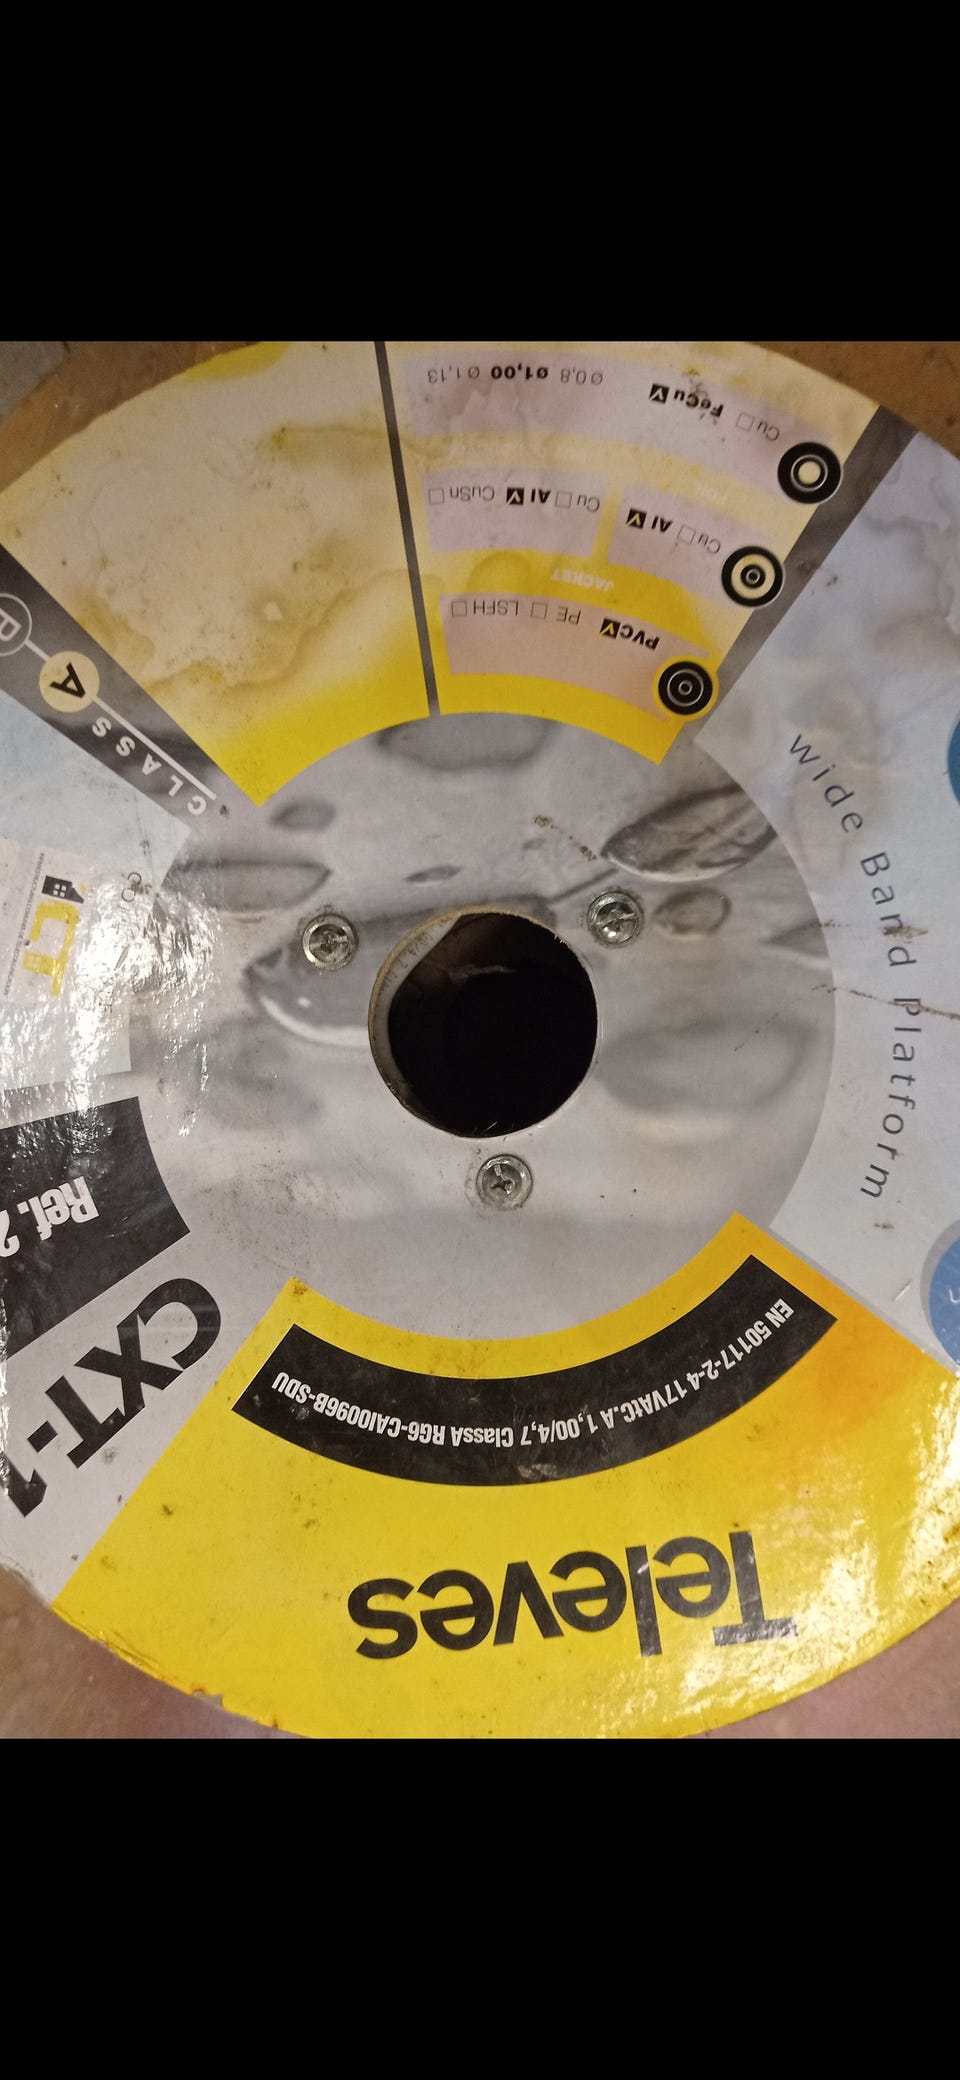 Televes
EN 50117-2-4 17VAtC.A 1,00/4,7 ClassA RG6-CAI0096B-SDU
CXT-1
Ref. 2
CLASS A
ICT
PVC PE LSFH
JACKET
Cu Al
Cu Al CuSn
Cu FeCu
Ø0,8 Ø1,00 Ø1,13
wide Band Platform